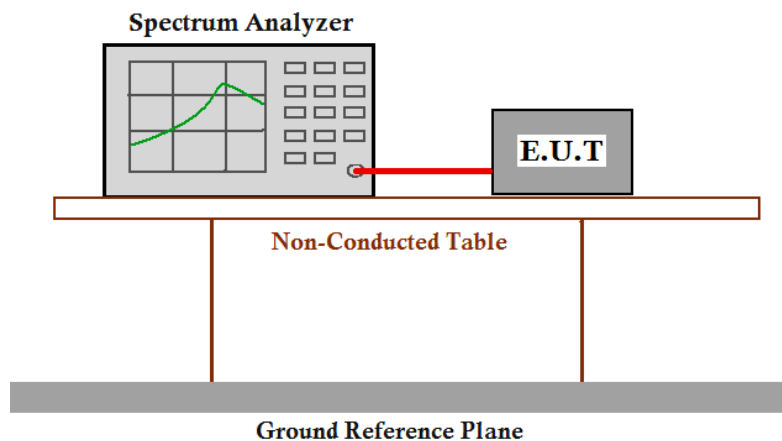 Spectrum Analyzer
E.U.T
Non-Conducted Table
Ground Reference Plane